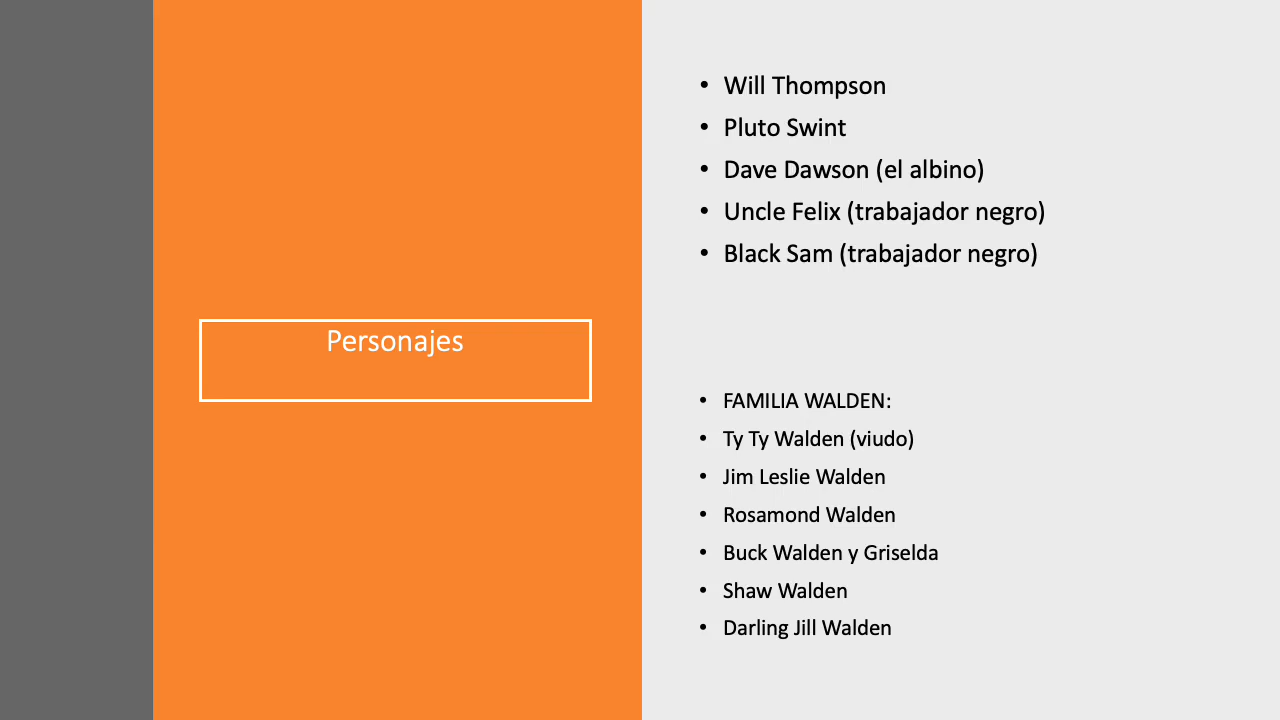 Personajes
• Will Thompson
• Pluto Swint
• Dave Dawson (el albino)
• Uncle Felix (trabajador negro)
• Black Sam (trabajador negro)
• FAMILIA WALDEN:
• Ty Ty Walden (viudo)
• Jim Leslie Walden
• Rosamond Walden
• Buck Walden y Griselda
• Shaw Walden
• Darling Jill Walden